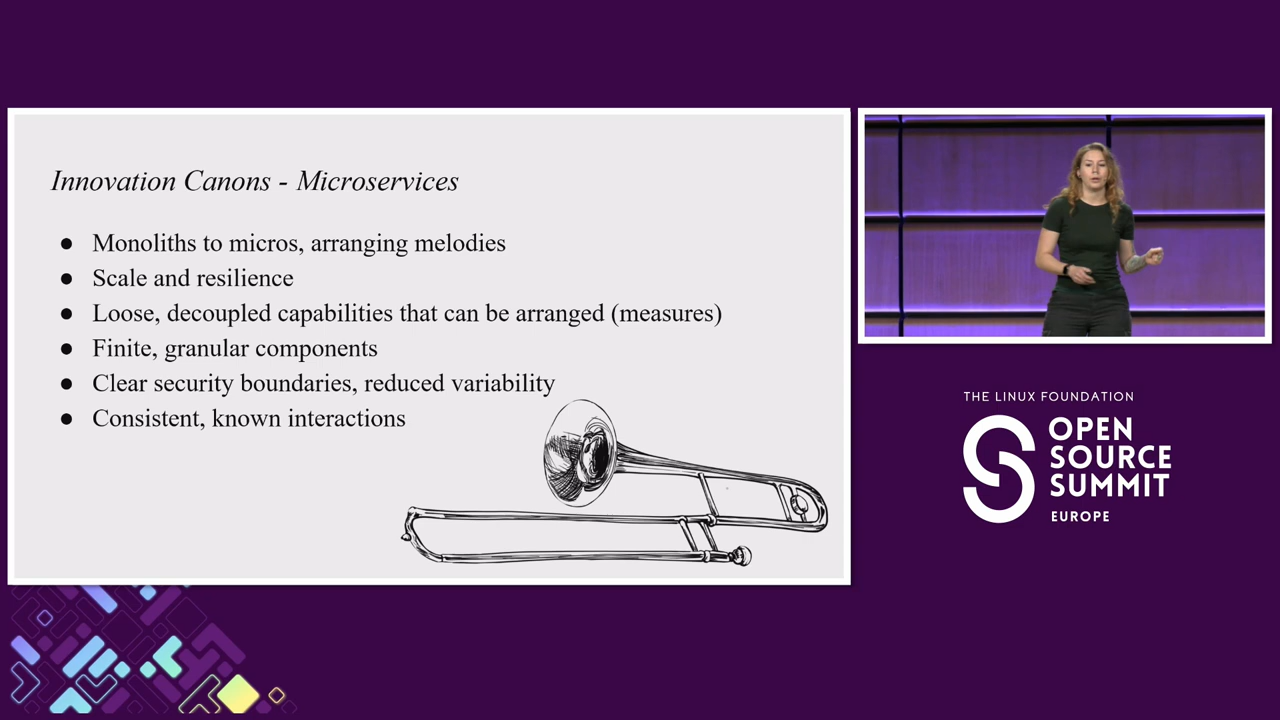 Innovation Canons - Microservices
● Monoliths to micros, arranging melodies
● Scale and resilience
● Loose, decoupled capabilities that can be arranged (measures)
● Finite, granular components
● Clear security boundaries, reduced variability
● Consistent, known interactions
THE LINUX FOUNDATION
OPEN
SOURCE
SUMMIT
EUROPE